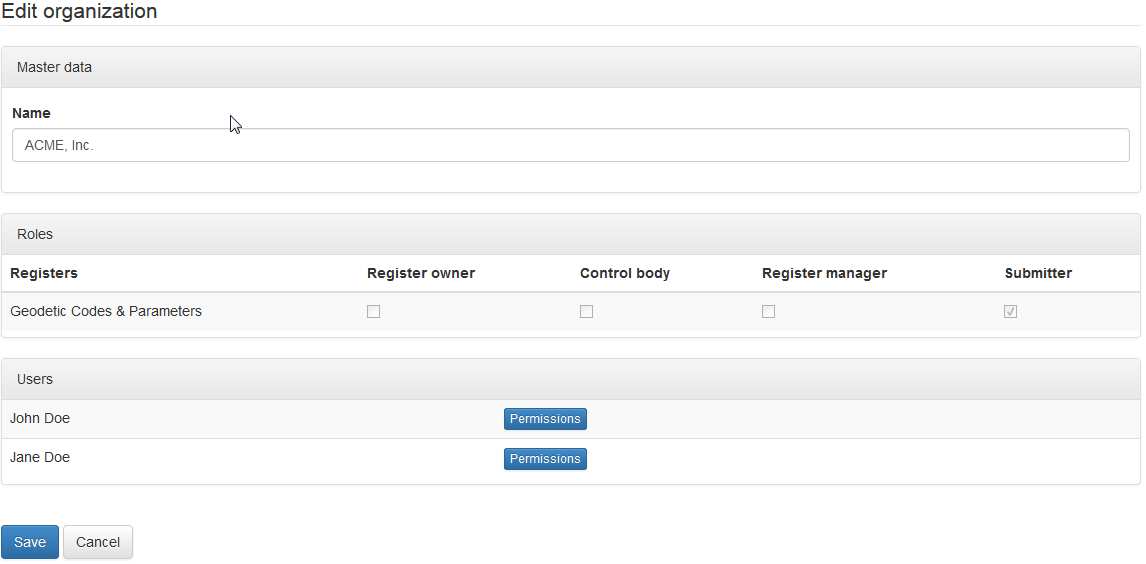 Edit organization
Master data
Name
ACME, Inc.
Roles
Registers Register owner Control body Register manager Submitter
Geodetic Codes & Parameters
Users
John Doe Permissions
Jane Doe Permissions
Save Cancel